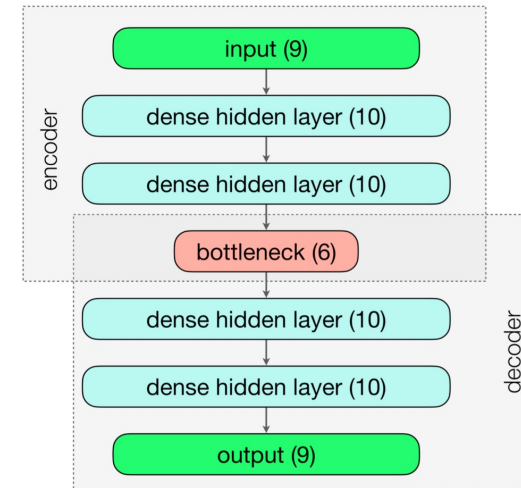 input (9)
encoder
dense hidden layer (10)
dense hidden layer (10)
bottleneck (6)
dense hidden layer (10)
decoder
dense hidden layer (10)
output (9)